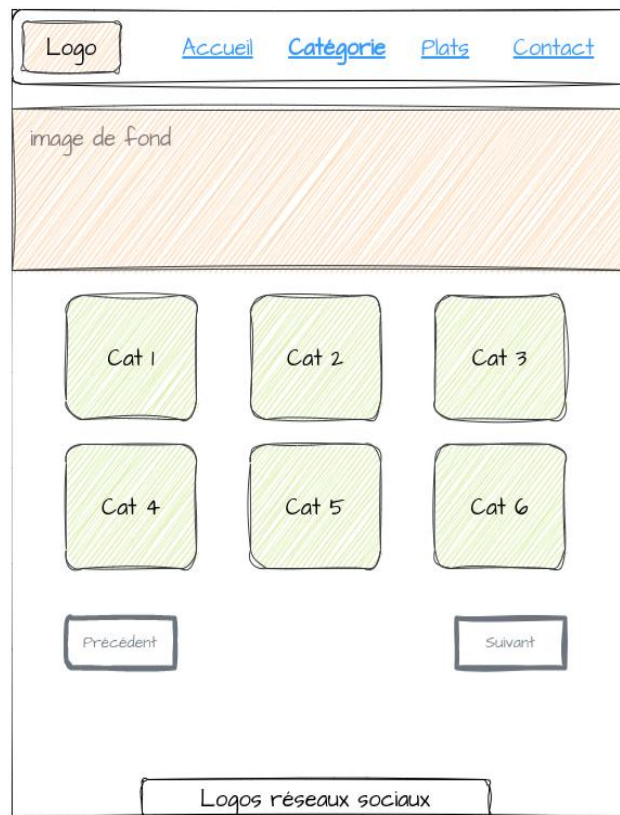 Logo Accueil Catégorie Plats Contact
image de fond
Cat 1 Cat 2 Cat 3
Cat 4 Cat 5 Cat 6
Précédent Suivant
Logos réseaux sociaux